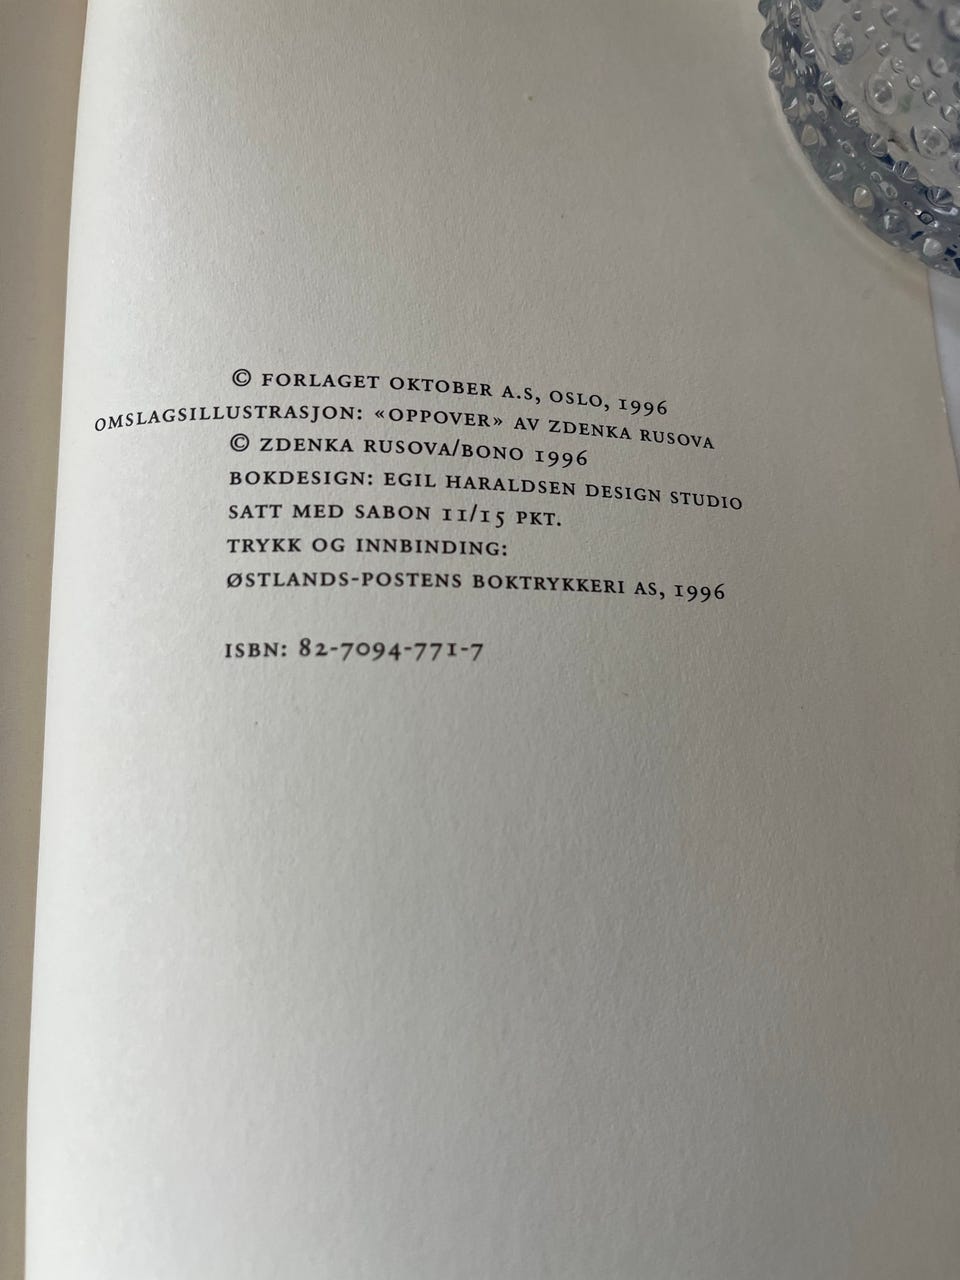 © FORLAGET OKTOBER A.S, OSLO, 1996
OMSLAGSILLUSTRASJON: «OPPOVER» AV ZDENKA RUSOVA
© ZDENKA RUSOVA/BONO 1996
BOKDESIGN: EGIL HARALDSEN DESIGN STUDIO
SATT MED SABON 11/15 PKT.
TRYKK OG INNBINDING:
ØSTLANDS-POSTENS BOKTRYKKERI AS, 1996
ISBN: 82-7094-771-7